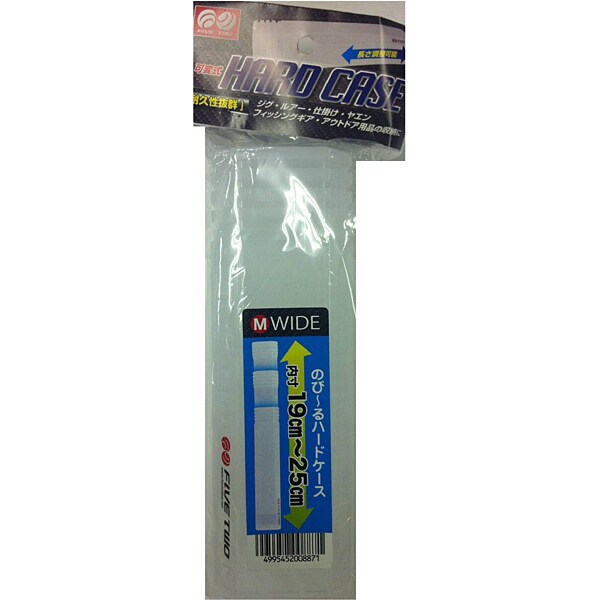 FIVE TWO
長さ調整可能
可変式
HARD CASE
耐久性抜群!
ジグ・ルアー・仕掛け・ヤエン
フィッシングギア・アウトドア用品の収納に
M WIDE
のび〜るハードケース
内寸 19cm〜25cm
FIVE TWO
4995452008871